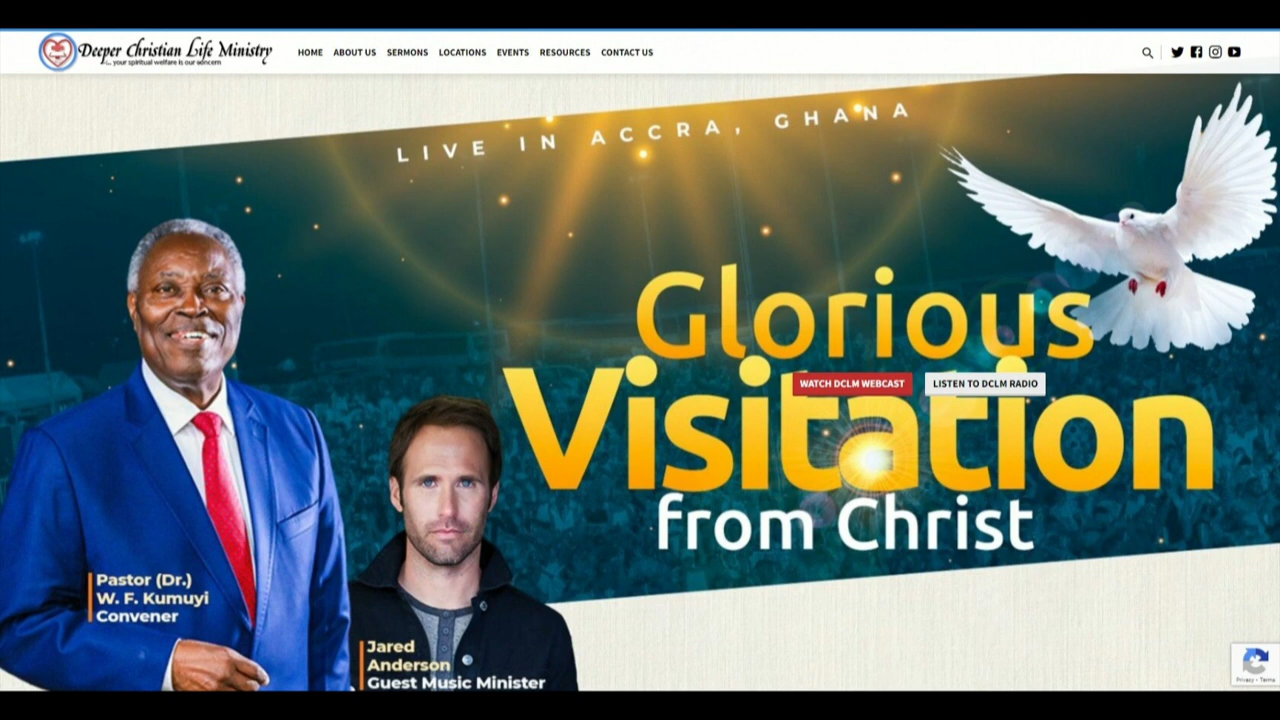 Deeper Christian Life Ministry
... your spiritual welfare is our concern
HOME ABOUT US SERMONS LOCATIONS EVENTS RESOURCES CONTACT US
LIVE IN ACCRA, GHANA
Glorious
Visitation
WATCH DCLM WEBCAST LISTEN TO DCLM RADIO
from Christ
Pastor (Dr.)
W. F. Kumuyi
Convener
Jared
Anderson
Guest Music Minister
Privacy - Terms